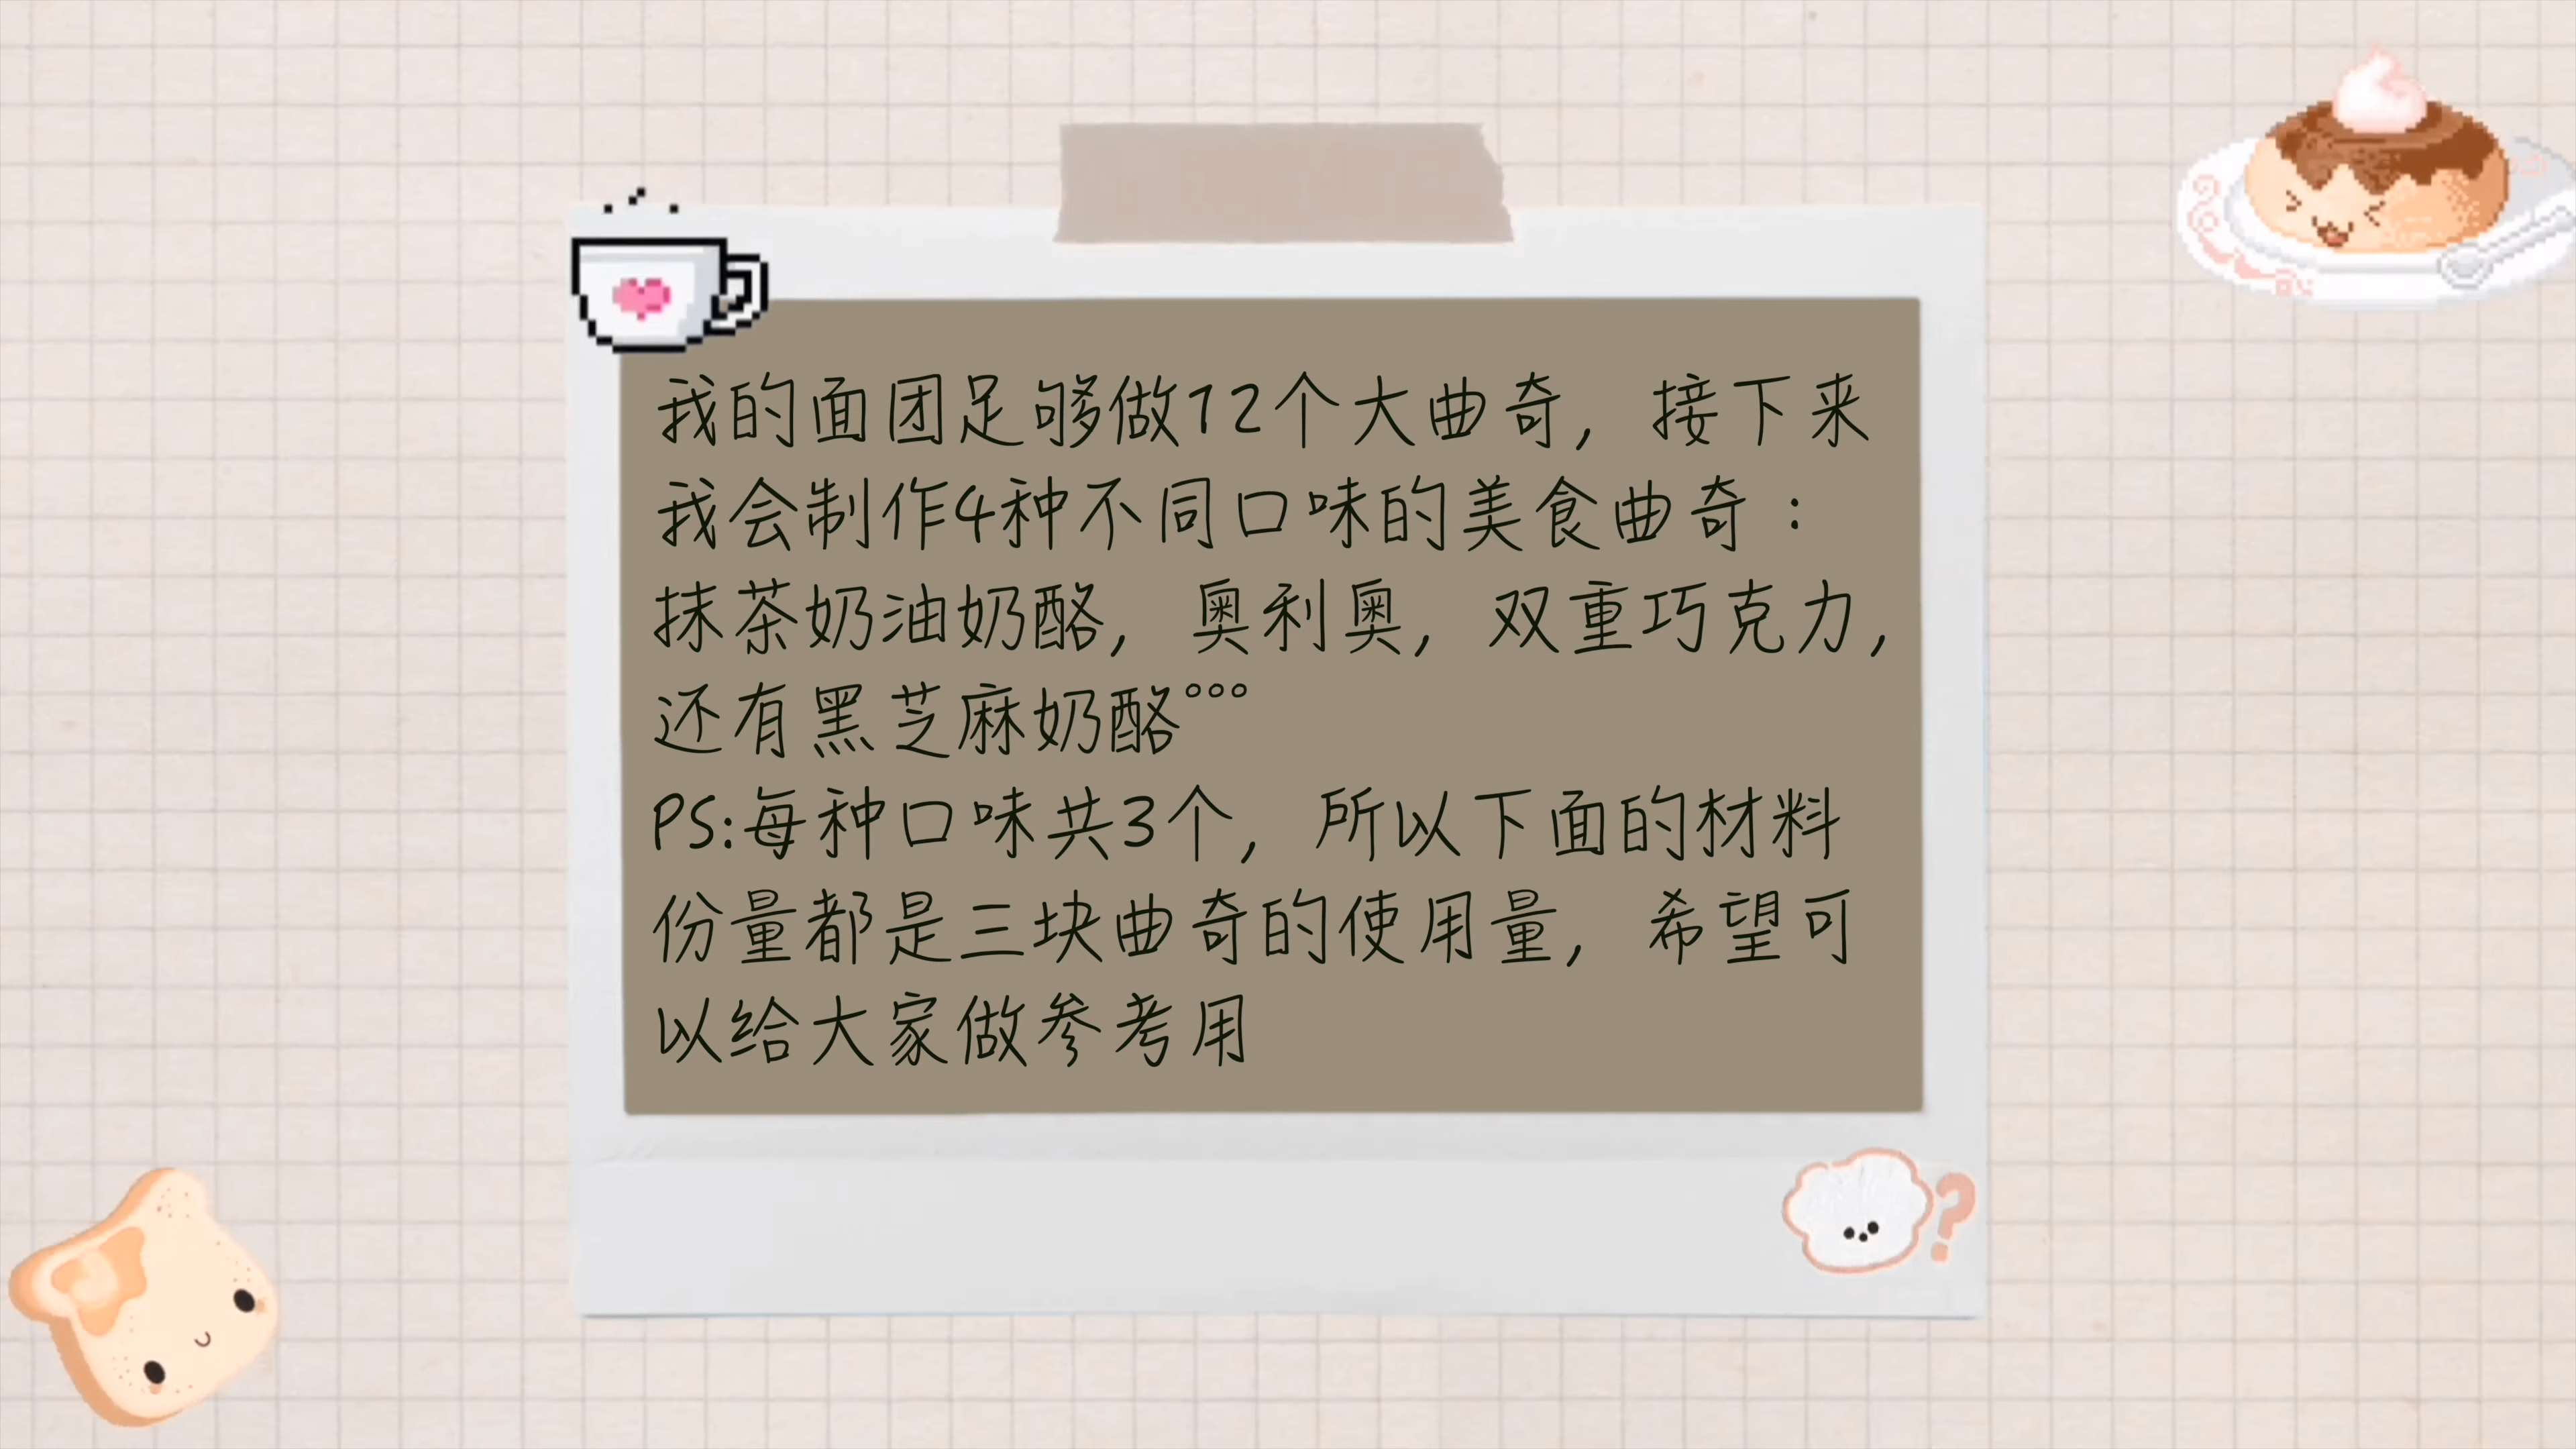 我的面团足够做12个大曲奇，接下来
我会制作4种不同口味的美食曲奇：
抹茶奶油奶酪，奥利奥，双重巧克力，
还有黑芝麻奶酪°°°
PS:每种口味共3个，所以下面的材料
份量都是三块曲奇的使用量，希望可
以给大家做参考用
?